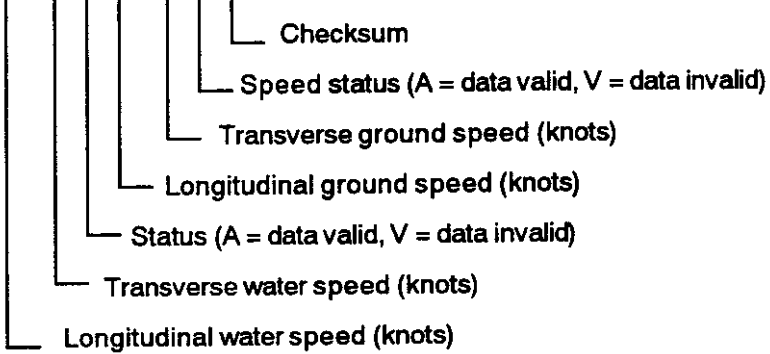 Checksum
Speed status (A = data valid, V = data invalid)
Transverse ground speed (knots)
Longitudinal ground speed (knots)
Status (A = data valid, V = data invalid)
Transverse water speed (knots)
Longitudinal water speed (knots)